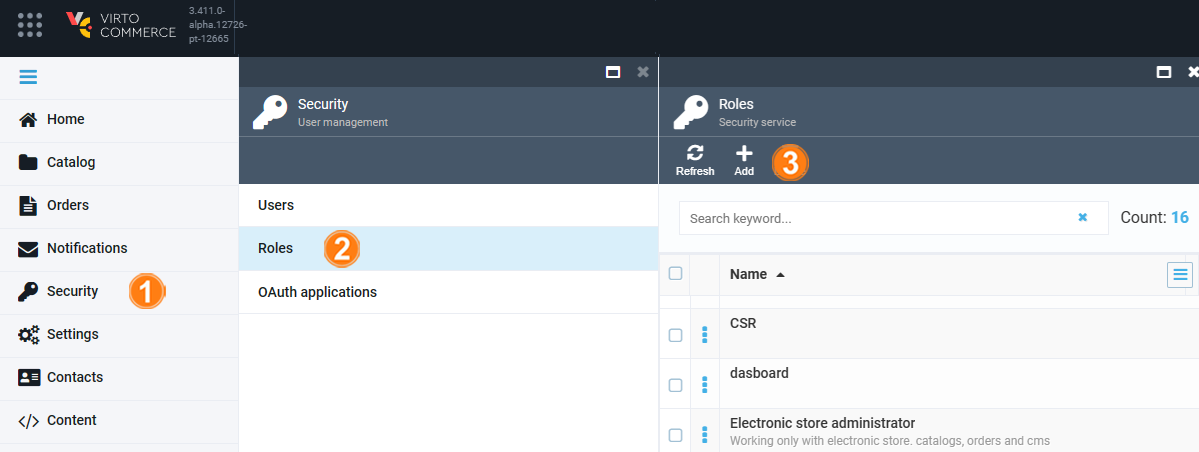 VIRTO
COMMERCE
3.411.0-
alpha.12726-
pt-12665
Home
Catalog
Orders
Notifications
Security 1
Settings
Contacts
Content
Security
User management
Users
Roles 2
OAuth applications
Roles
Security service
Refresh Add 3
Search keyword... Count: 16
Name
CSR
dasboard
Electronic store administrator
Working only with electronic store. catalogs, orders and cms